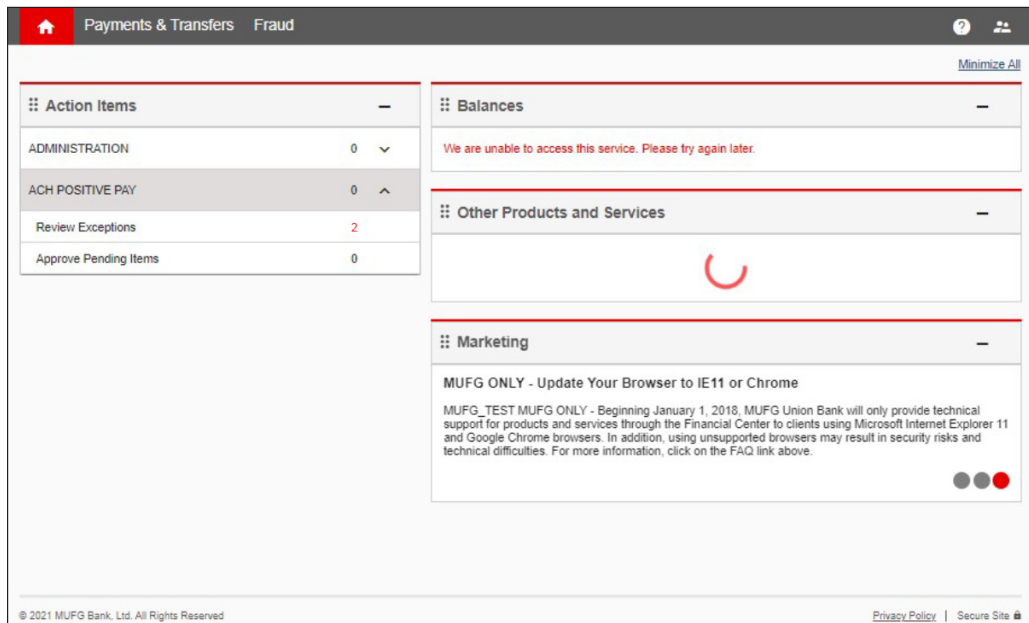 Payments & Transfers Fraud
Minimize All
Action Items
ADMINISTRATION 0
ACH POSITIVE PAY 0
Review Exceptions 2
Approve Pending Items 0
Balances
We are unable to access this service. Please try again later.
Other Products and Services
Marketing
MUFG ONLY - Update Your Browser to IE11 or Chrome
MUFG_TEST MUFG ONLY - Beginning January 1, 2018, MUFG Union Bank will only provide technical
support for products and services through the Financial Center to clients using Microsoft Internet Explorer 11
and Google Chrome browsers. In addition, using unsupported browsers may result in security risks and
technical difficulties. For more information, click on the FAQ link above.
© 2021 MUFG Bank, Ltd. All Rights Reserved
Privacy Policy | Secure Site